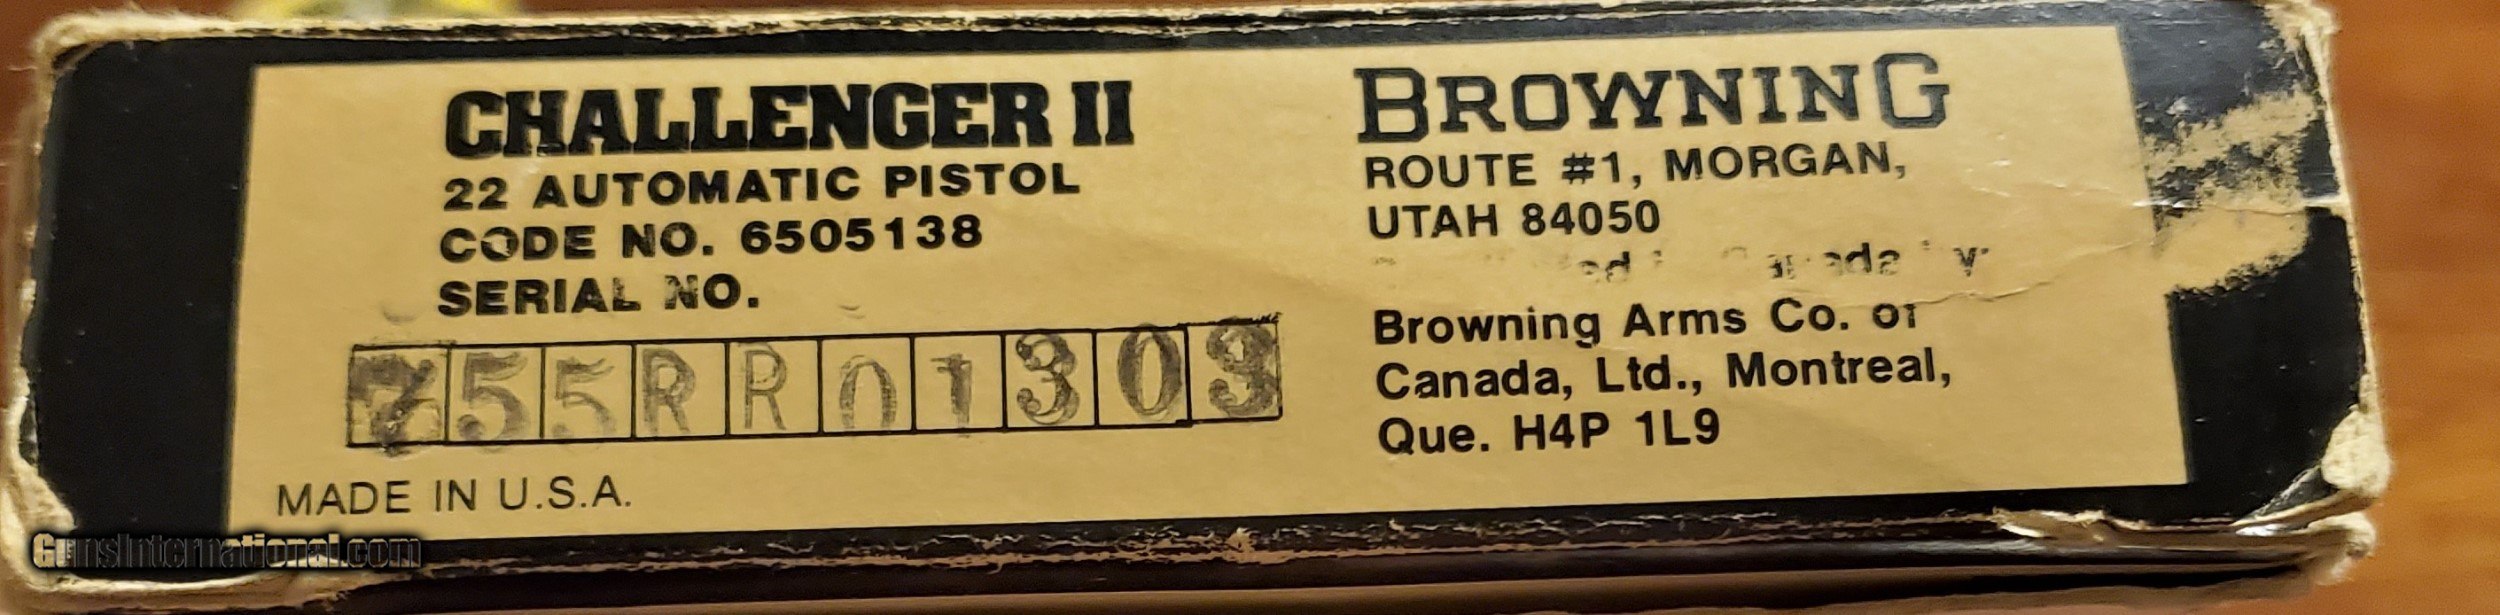 CHALLENGER II
22 AUTOMATIC PISTOL
CODE NO. 6505138
SERIAL NO.
755RR01303
MADE IN U.S.A.
BROWNING
ROUTE #1, MORGAN,
UTAH 84050
Browning Arms Co. of
Canada, Ltd., Montreal,
Que. H4P 1L9
GunsInternational.com